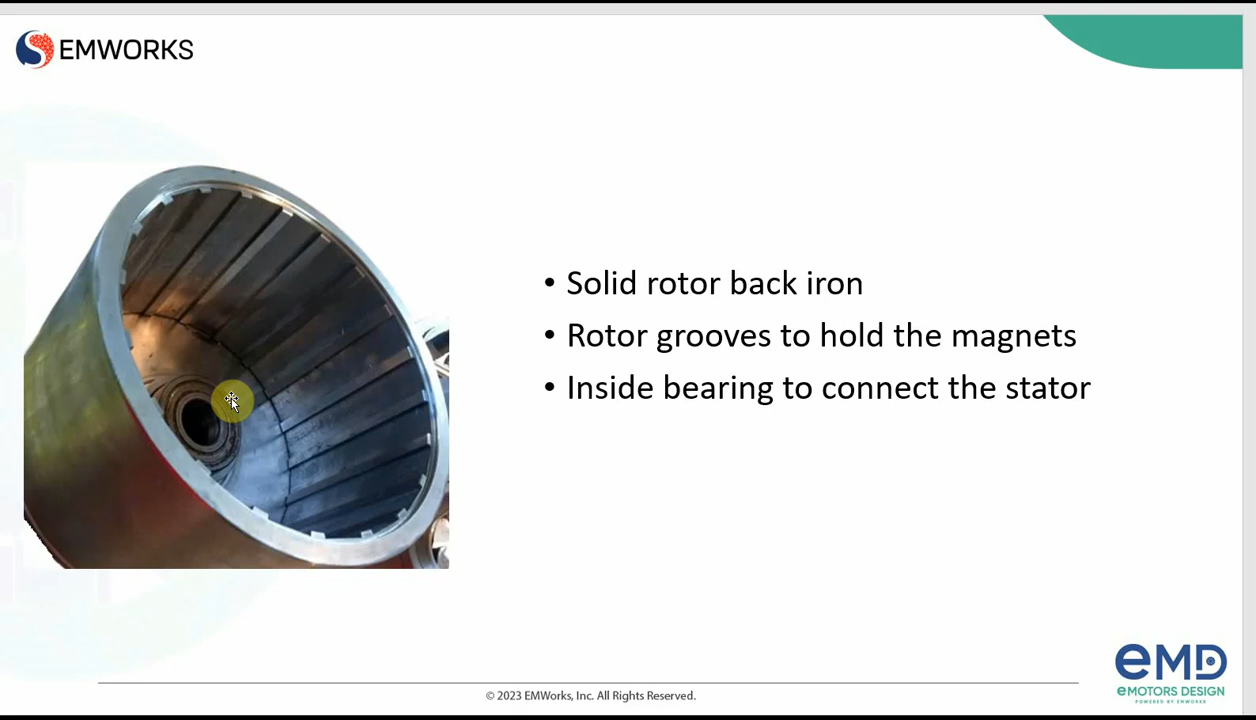 EMWORKS
• Solid rotor back iron
• Rotor grooves to hold the magnets
• Inside bearing to connect the stator
eMD
eMOTORS DESIGN
POWERED BY EMWORKS
© 2023 EMWorks, Inc. All Rights Reserved.